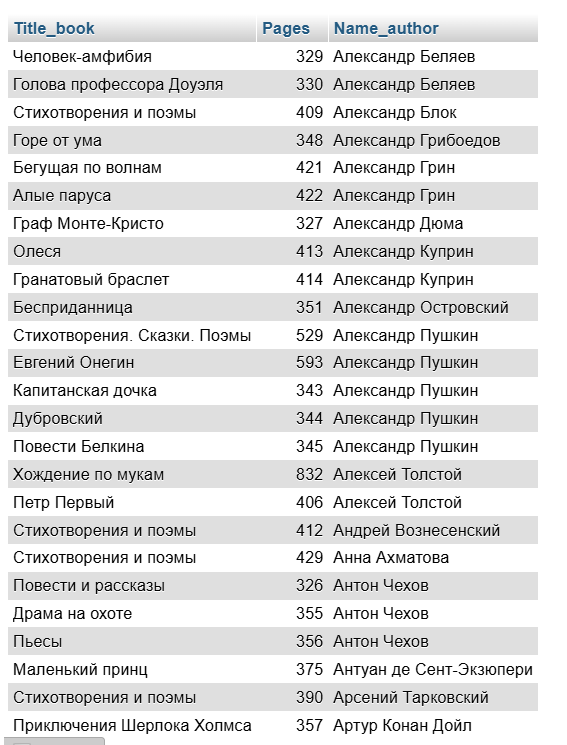 Title_book Pages Name_author
Человек-амфибия 329 Александр Беляев
Голова профессора Доуэля 330 Александр Беляев
Стихотворения и поэмы 409 Александр Блок
Горе от ума 348 Александр Грибоедов
Бегущая по волнам 421 Александр Грин
Алые паруса 422 Александр Грин
Граф Монте-Кристо 327 Александр Дюма
Олеся 413 Александр Куприн
Гранатовый браслет 414 Александр Куприн
Бесприданница 351 Александр Островский
Стихотворения. Сказки. Поэмы 529 Александр Пушкин
Евгений Онегин 593 Александр Пушкин
Капитанская дочка 343 Александр Пушкин
Дубровский 344 Александр Пушкин
Повести Белкина 345 Александр Пушкин
Хождение по мукам 832 Алексей Толстой
Петр Первый 406 Алексей Толстой
Стихотворения и поэмы 412 Андрей Вознесенский
Стихотворения и поэмы 429 Анна Ахматова
Повести и рассказы 326 Антон Чехов
Драма на охоте 355 Антон Чехов
Пьесы 356 Антон Чехов
Маленький принц 375 Антуан де Сент-Экзюпери
Стихотворения и поэмы 390 Арсений Тарковский
Приключения Шерлока Холмса 357 Артур Конан Дойл